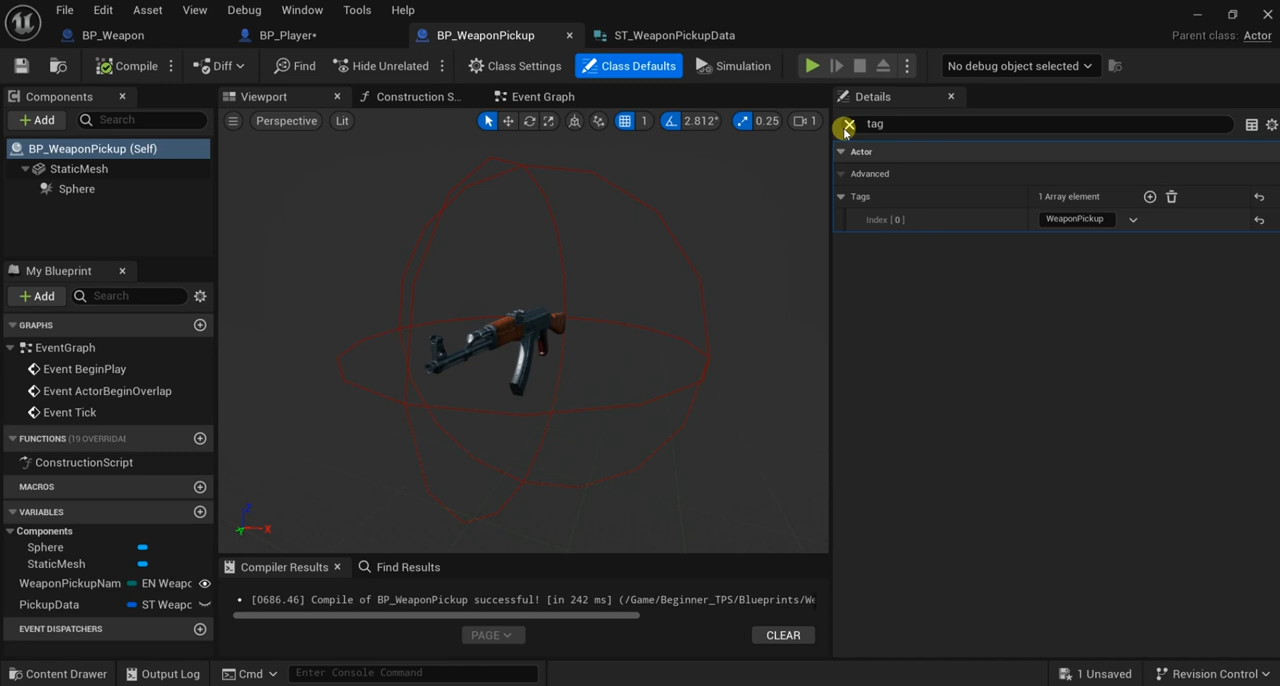 File Edit Asset View Debug Window Tools Help
BP_Weapon BP_Player* BP_WeaponPickup ST_WeaponPickupData Parent class: Actor
Compile Diff Find Hide Unrelated Class Settings Class Defaults Simulation No debug object selected
Components Viewport Construction S... Event Graph Details
Add Search Perspective Lit 1 2.812° 0.25 1 tag
BP_WeaponPickup (Self)
StaticMesh
Sphere
Actor
Advanced
Tags 1 Array element
Index [ 0 ] WeaponPickup
My Blueprint
Add Search
GRAPHS
EventGraph
Event BeginPlay
Event ActorBeginOverlap
Event Tick
FUNCTIONS (19 OVERRIDAI
ConstructionScript
MACROS
VARIABLES
Components
Sphere
StaticMesh
WeaponPickupNam EN Weapc
PickupData ST Weapc
EVENT DISPATCHERS
Z
Y X
Compiler Results Find Results
• [0686.46] Compile of BP_WeaponPickup successful! [in 242 ms] (/Game/Beginner_TPS/Blueprints/We
PAGE CLEAR
Content Drawer Output Log Cmd Enter Console Command 1 Unsaved Revision Control